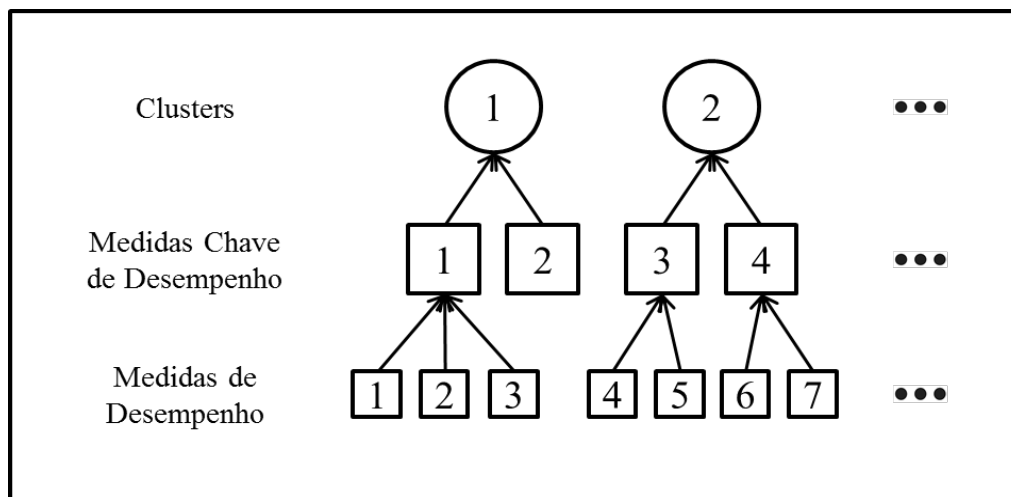 Clusters 1 2 •••
Medidas Chave
de Desempenho
1 2 3 4 •••
Medidas de
Desempenho
1 2 3 4 5 6 7 •••